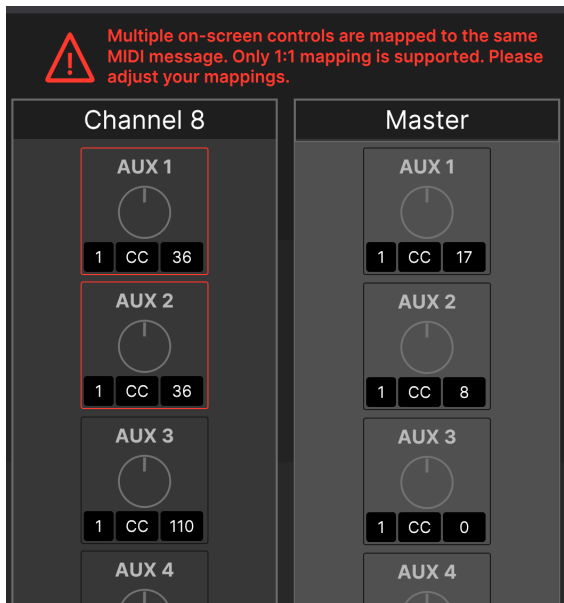 Multiple on-screen controls are mapped to the same
MIDI message. Only 1:1 mapping is supported. Please
adjust your mappings.
Channel 8
AUX 1
1 CC 36
AUX 2
1 CC 36
AUX 3
1 CC 110
AUX 4
Master
AUX 1
1 CC 17
AUX 2
1 CC 8
AUX 3
1 CC 0
AUX 4